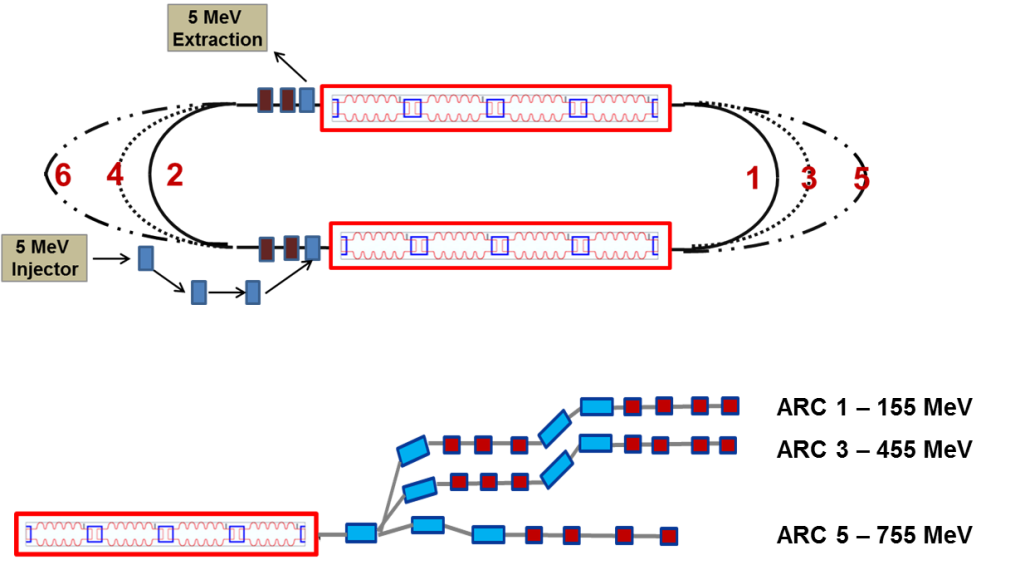 5 MeV
Extraction
6
4
2
1
3
5
5 MeV
Injector
ARC 1 – 155 MeV
ARC 3 – 455 MeV
ARC 5 – 755 MeV